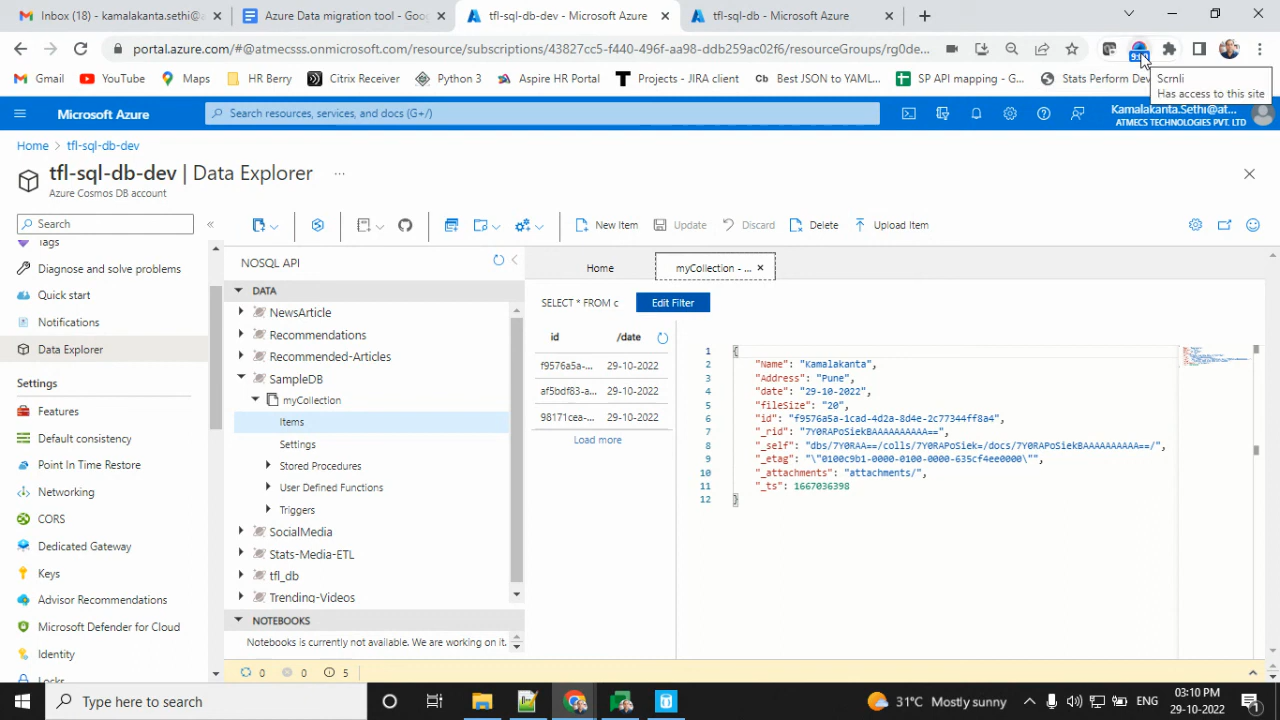 Inbox (18) - kamalakanta.sethi@a
Azure Data migration tool - Goo
tfl-sql-db-dev - Microsoft Azure
tfl-sql-db - Microsoft Azure
portal.azure.com/#@atmecsss.onmicrosoft.com/resource/subscriptions/43827cc5-f440-496f-aa98-ddb259ac02f6/resourceGroups/rg0de...
Gmail YouTube Maps HR Berry Citrix Receiver Python 3 Aspire HR Portal Projects - JIRA client Best JSON to YAML... SP API mapping - G... Stats Perform Dev
Scrnli
Has access to this site
Microsoft Azure
Search resources, services, and docs (G+/)
Kamalakanta.Sethi@at...
ATMECS TECHNOLOGIES PVT. LTD
Home > tfl-sql-db-dev
tfl-sql-db-dev | Data Explorer ...
Azure Cosmos DB account
Search
Tags
Diagnose and solve problems
Quick start
Notifications
Data Explorer
Settings
Features
Default consistency
Point In Time Restore
Networking
CORS
Dedicated Gateway
Keys
Advisor Recommendations
Microsoft Defender for Cloud
Identity
Locks
New Item Update Discard Delete Upload Item
NOSQL API
DATA
NewsArticle
Recommendations
Recommended-Articles
SampleDB
myCollection
Items
Settings
Stored Procedures
User Defined Functions
Triggers
SocialMedia
Stats-Media-ETL
tfl_db
Trending-Videos
NOTEBOOKS
Notebooks is currently not available. We are working on it.
0 0 5
Home myCollection - ...
SELECT * FROM c Edit Filter
id /date
f9576a5a-... 29-10-2022
af5bdf83-a... 29-10-2022
98171cea-... 29-10-2022
Load more
1 {
2 "Name": "Kamalakanta",
3 "Address": "Pune",
4 "date": "29-10-2022",
5 "fileSize": "20",
6 "id": "f9576a5a-1cad-4d2a-8d4e-2c77344ff8a4",
7 "_rid": "7Y0RAPoSiekBAAAAAAAAAA==",
8 "_self": "dbs/7Y0RAA==/colls/7Y0RAPoSiek=/docs/7Y0RAPoSiekBAAAAAAAAAA==/",
9 "_etag": "\"0100c9b1-0000-0100-0000-635cf4ee0000\"",
10 "_attachments": "attachments/",
11 "_ts": 1667036398
12 }
Type here to search
31°C Mostly sunny
ENG
03:10 PM
29-10-2022
1